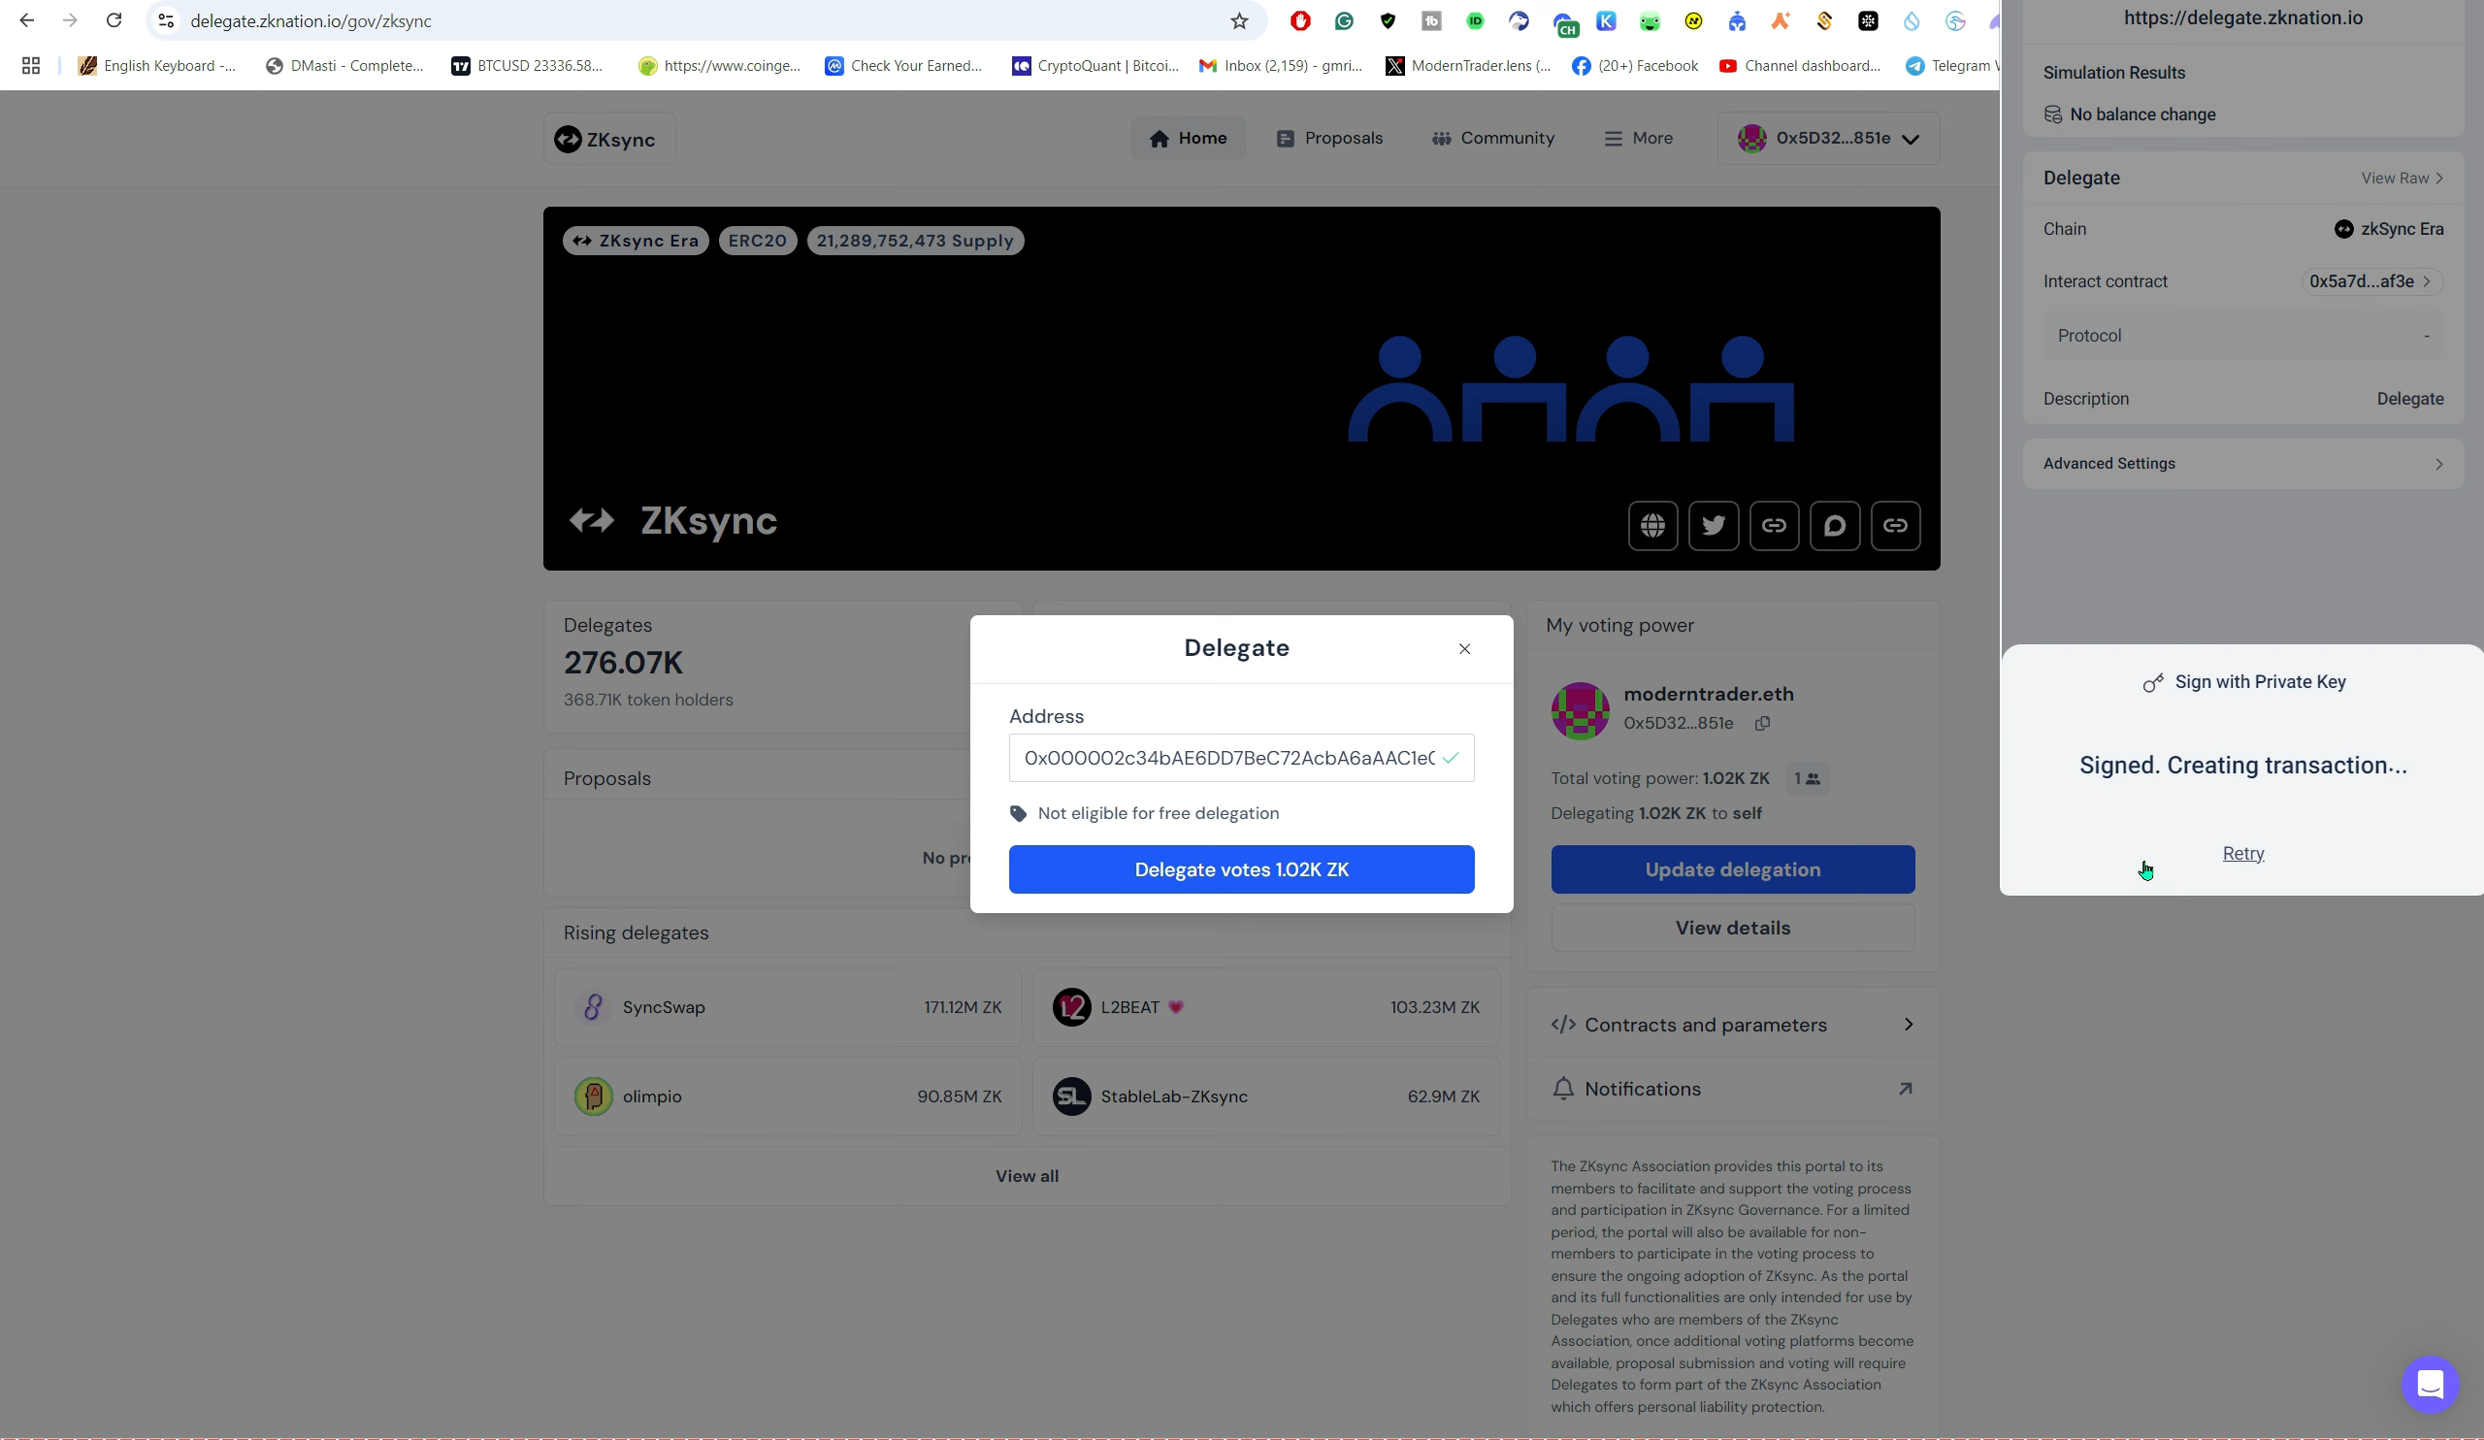 delegate.zknation.io/gov/zksync
English Keyboard -...
DMasti - Complete...
BTCUSD 23336.58...
https://www.coinge...
Check Your Earned...
CryptoQuant | Bitcoi...
Inbox (2,159) - gmri...
ModernTrader.lens (...
(20+) Facebook
Channel dashboard...
Telegram
ZKsync
Home
Proposals
Community
More
0x5D32...851e
ZKsync Era
ERC20
21,289,752,473 Supply
ZKsync
Delegates
276.07K
368.71K token holders
Proposals
No pr
Rising delegates
SyncSwap
171.12M ZK
L2BEAT 💗
103.23M ZK
olimpio
90.85M ZK
SL
StableLab-ZKsync
62.9M ZK
View all
Delegate
Address
0x000002c34bAE6DD7BeC72AcbA6aAAC1e
Not eligible for free delegation
Delegate votes 1.02K ZK
My voting power
moderntrader.eth
0x5D32...851e
Total voting power: 1.02K ZK
1
Delegating 1.02K ZK to self
Update delegation
View details
</> Contracts and parameters
Notifications
The ZKsync Association provides this portal to its
members to facilitate and support the voting process
and participation in ZKsync Governance. For a limited
period, the portal will also be available for non-
members to participate in the voting process to
ensure the ongoing adoption of ZKsync. As the portal
and its full functionalities are only intended for use by
Delegates who are members of the ZKsync
Association, once additional voting platforms become
available, proposal submission and voting will require
Delegates to form part of the ZKsync Association
which offers personal liability protection.
https://delegate.zknation.io
Simulation Results
No balance change
Delegate
View Raw >
Chain
zkSync Era
Interact contract
0x5a7d...af3e >
Protocol
-
Description
Delegate
Advanced Settings
Sign with Private Key
Signed. Creating transaction...
Retry